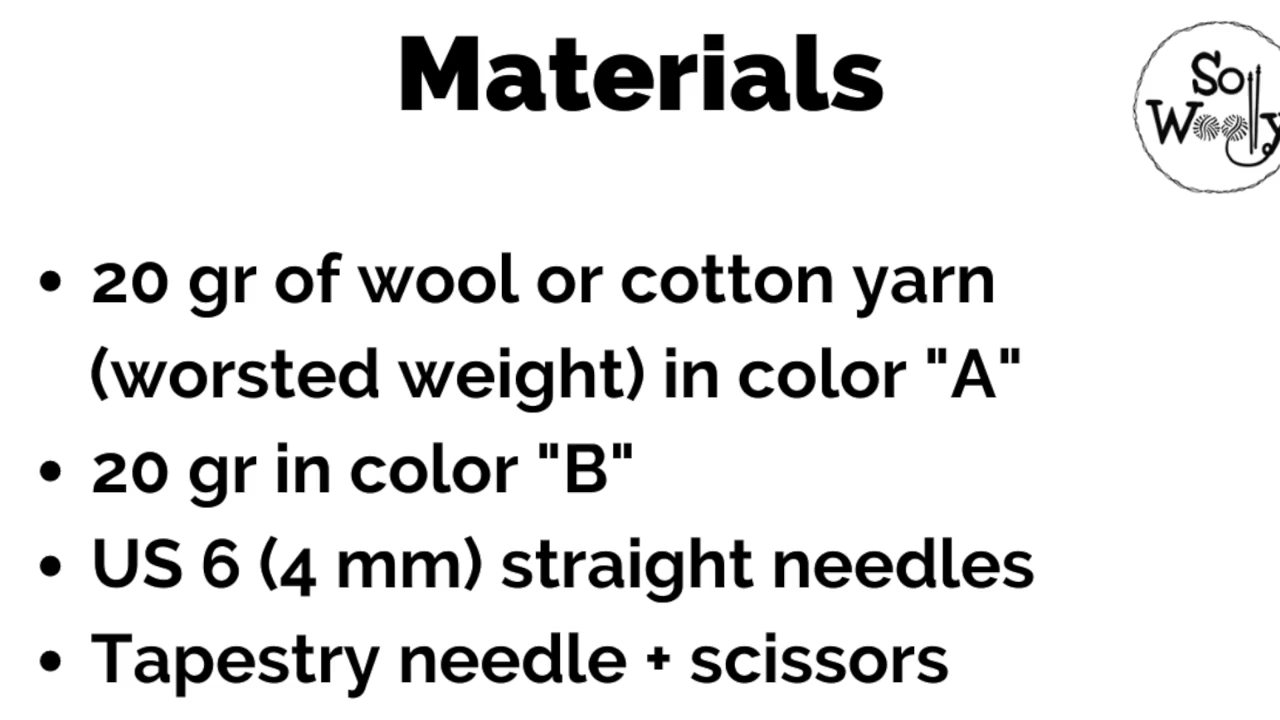 Materials
So
Woolly
• 20 gr of wool or cotton yarn
(worsted weight) in color "A"
• 20 gr in color "B"
• US 6 (4 mm) straight needles
• Tapestry needle + scissors